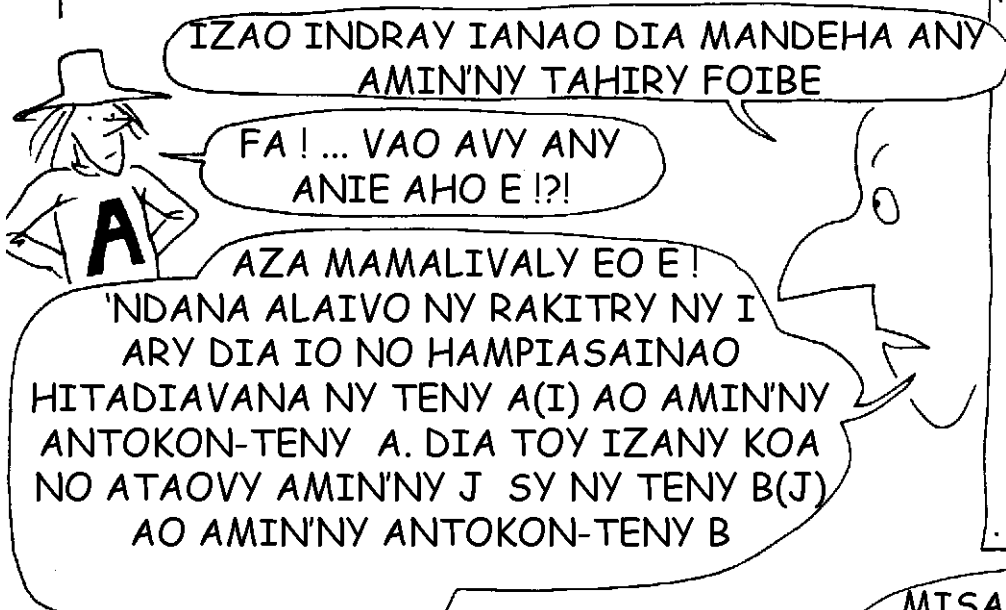 IZAO INDRAY IANAO DIA MANDEHA ANY
AMIN'NY TAHIRY FOIBE
FA ! ... VAO AVY ANY
ANIE AHO E !?!
A
AZA MAMALIVALY EO E !
'NDANA ALAIVO NY RAKITRY NY I
ARY DIA IO NO HAMPIASAINAO
HITADIAVANA NY TENY A(I) AO AMIN'NY
ANTOKON-TENY A. DIA TOY IZANY KOA
NO ATAOVY AMIN'NY J SY NY TENY B(J)
AO AMIN'NY ANTOKON-TENY B